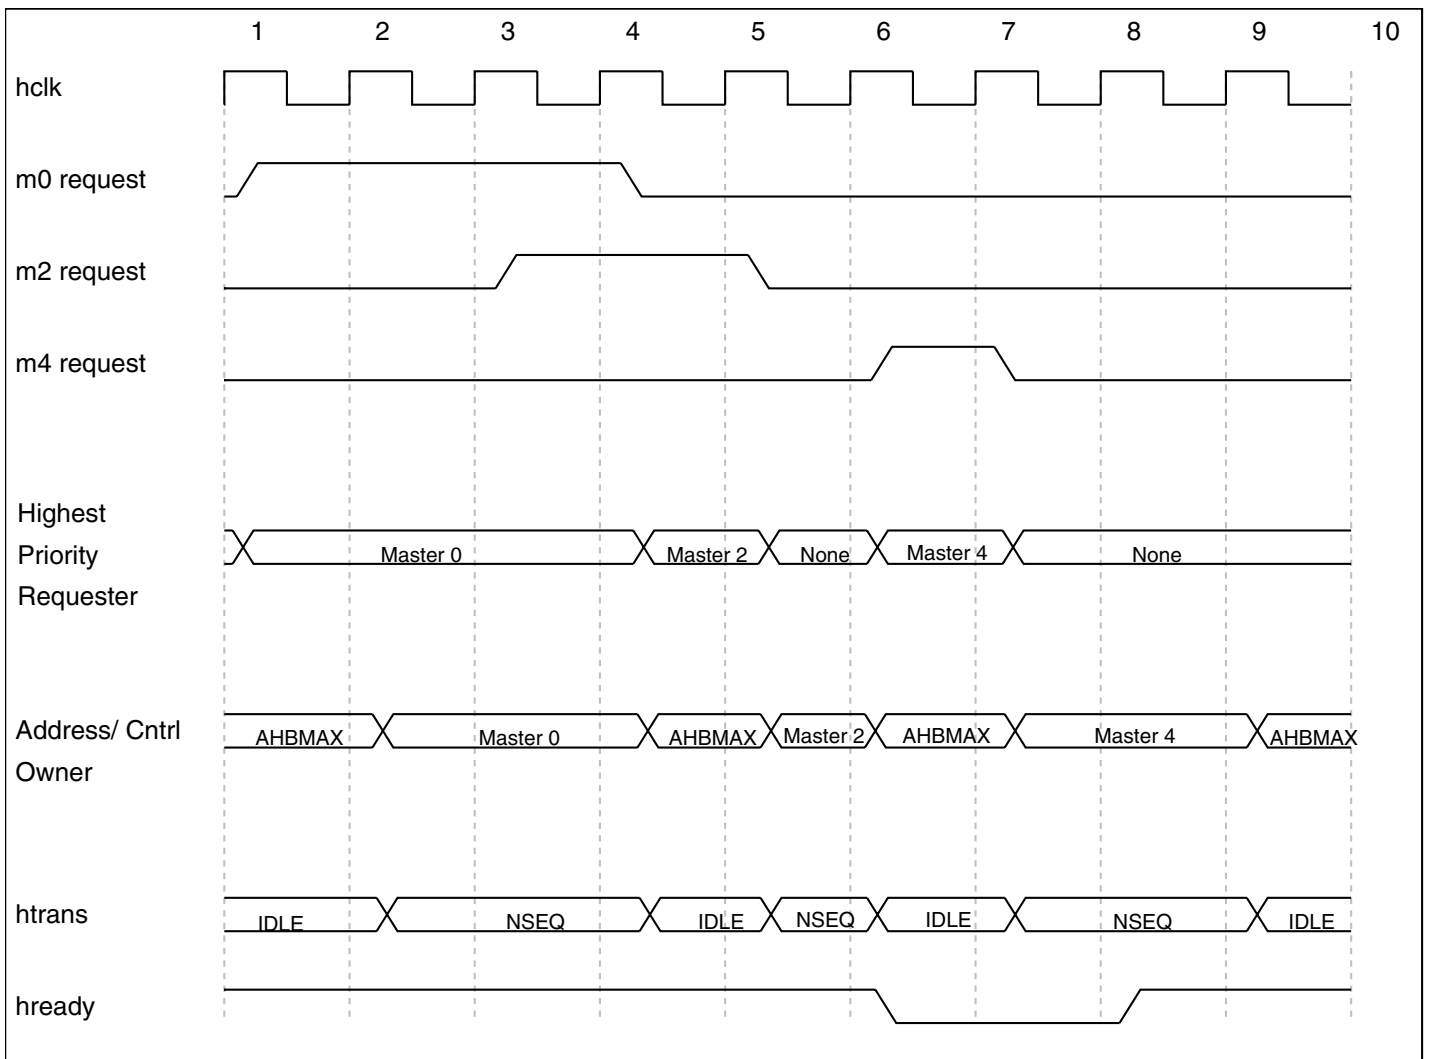 1 2 3 4 5 6 7 8 9 10
hclk
m0 request
m2 request
m4 request
Highest
Priority
Requester
Master 0 Master 2 None Master 4 None
Address/ Cntrl
Owner
AHBMAX Master 0 AHBMAX Master 2 AHBMAX Master 4 AHBMAX
htrans
IDLE NSEQ IDLE NSEQ IDLE NSEQ IDLE
hready